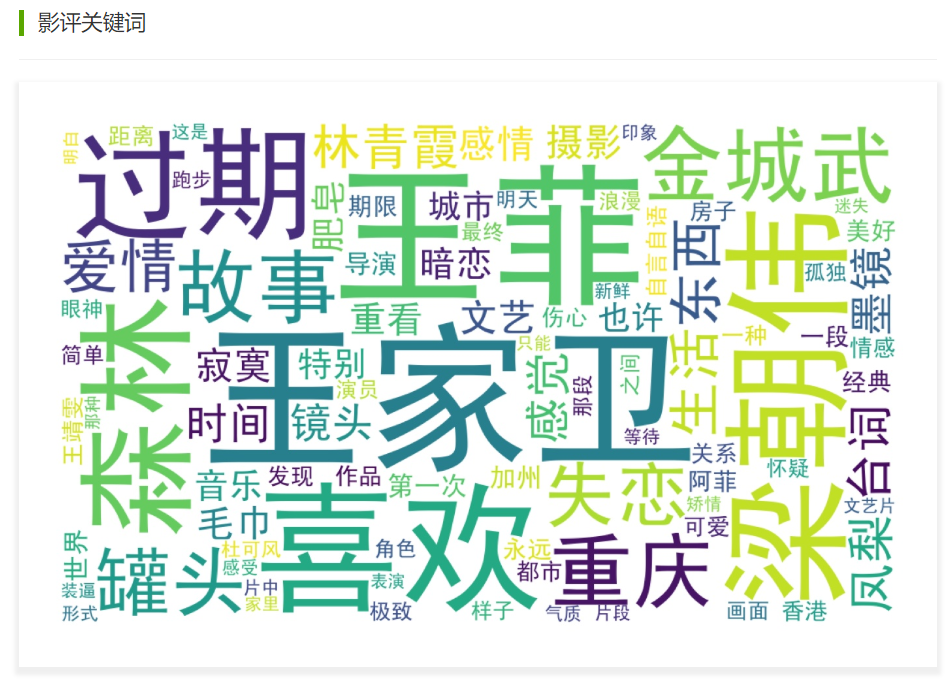 影评关键词
明白
距离
这是
过期
跑步
林青霞
感情
摄影
印象
金城武
肥皂
期限
城市
明天
浪漫
自言自语
房子
迷失
美好
王菲
最终
爱情
故事
导演
暗恋
新鲜
东西
孤独
墨镜
梁朝伟
眼神
重看
文艺
伤心
也许
森林
简单
寂寞
特别
王家卫
只能
生活
一种
一段
情感
演员
感觉
那段
之间
经典
王靖雯
那种
时间
镜头
等待
台词
关系
发现
作品
音乐
第一次
加州
失恋
阿菲
怀疑
毛巾
喜欢
矫情
可爱
文艺片
世界
罐头
杜可风
感受
角色
永远
都市
重庆
凤梨
装逼
片中
表演
形式
家里
极致
样子
气质
片段
画面
香港